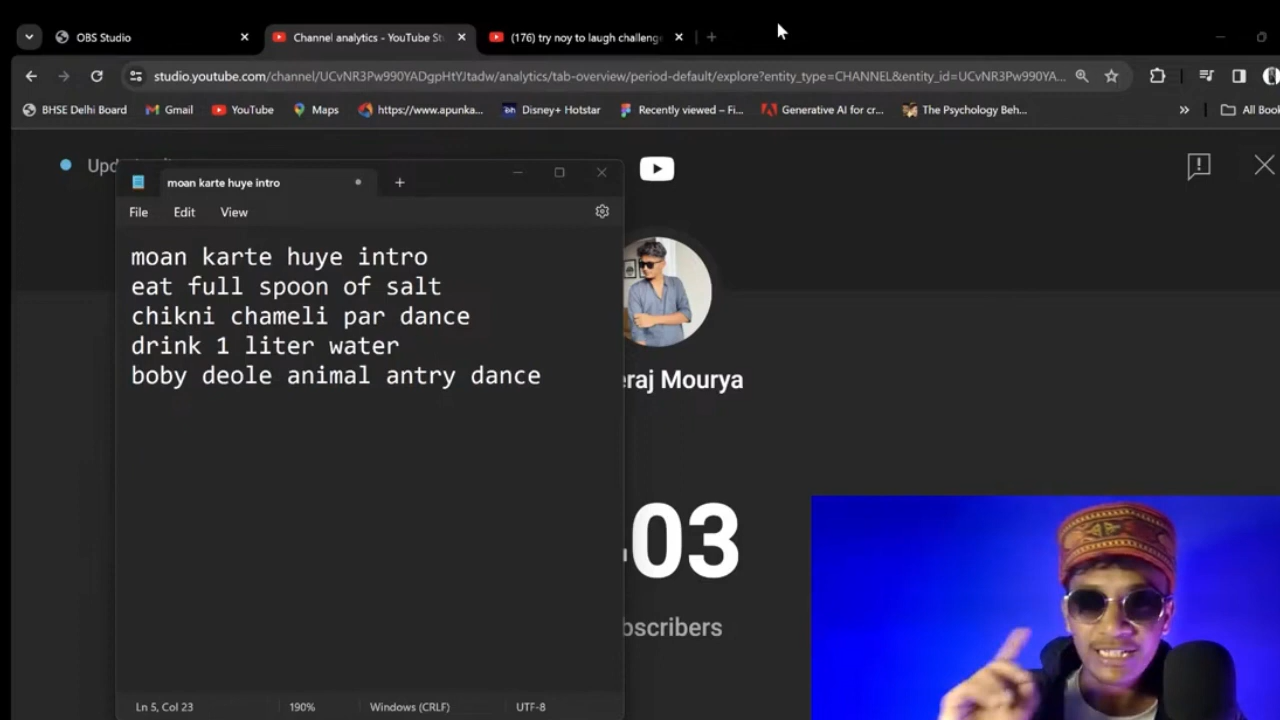 OBS Studio
Channel analytics - YouTube St
(176) try noy to laugh challenge
studio.youtube.com/channel/UCvNR3Pw990YADgpHtYJtadw/analytics/tab-overview/period-default/explore?entity_type=CHANNEL&entity_id=UCvNR3Pw990YA...
BHSE Delhi Board
Gmail
YouTube
Maps
https://www.apunka...
Disney+ Hotstar
Recently viewed – Fi...
Generative AI for cr...
The Psychology Beh...
All Boo
moan karte huye intro
File Edit View
moan karte huye intro
eat full spoon of salt
chikni chameli par dance
drink 1 liter water
boby deole animal antry dance
eraj Mourya
03
bscribers
Ln 5, Col 23
190%
Windows (CRLF)
UTF-8